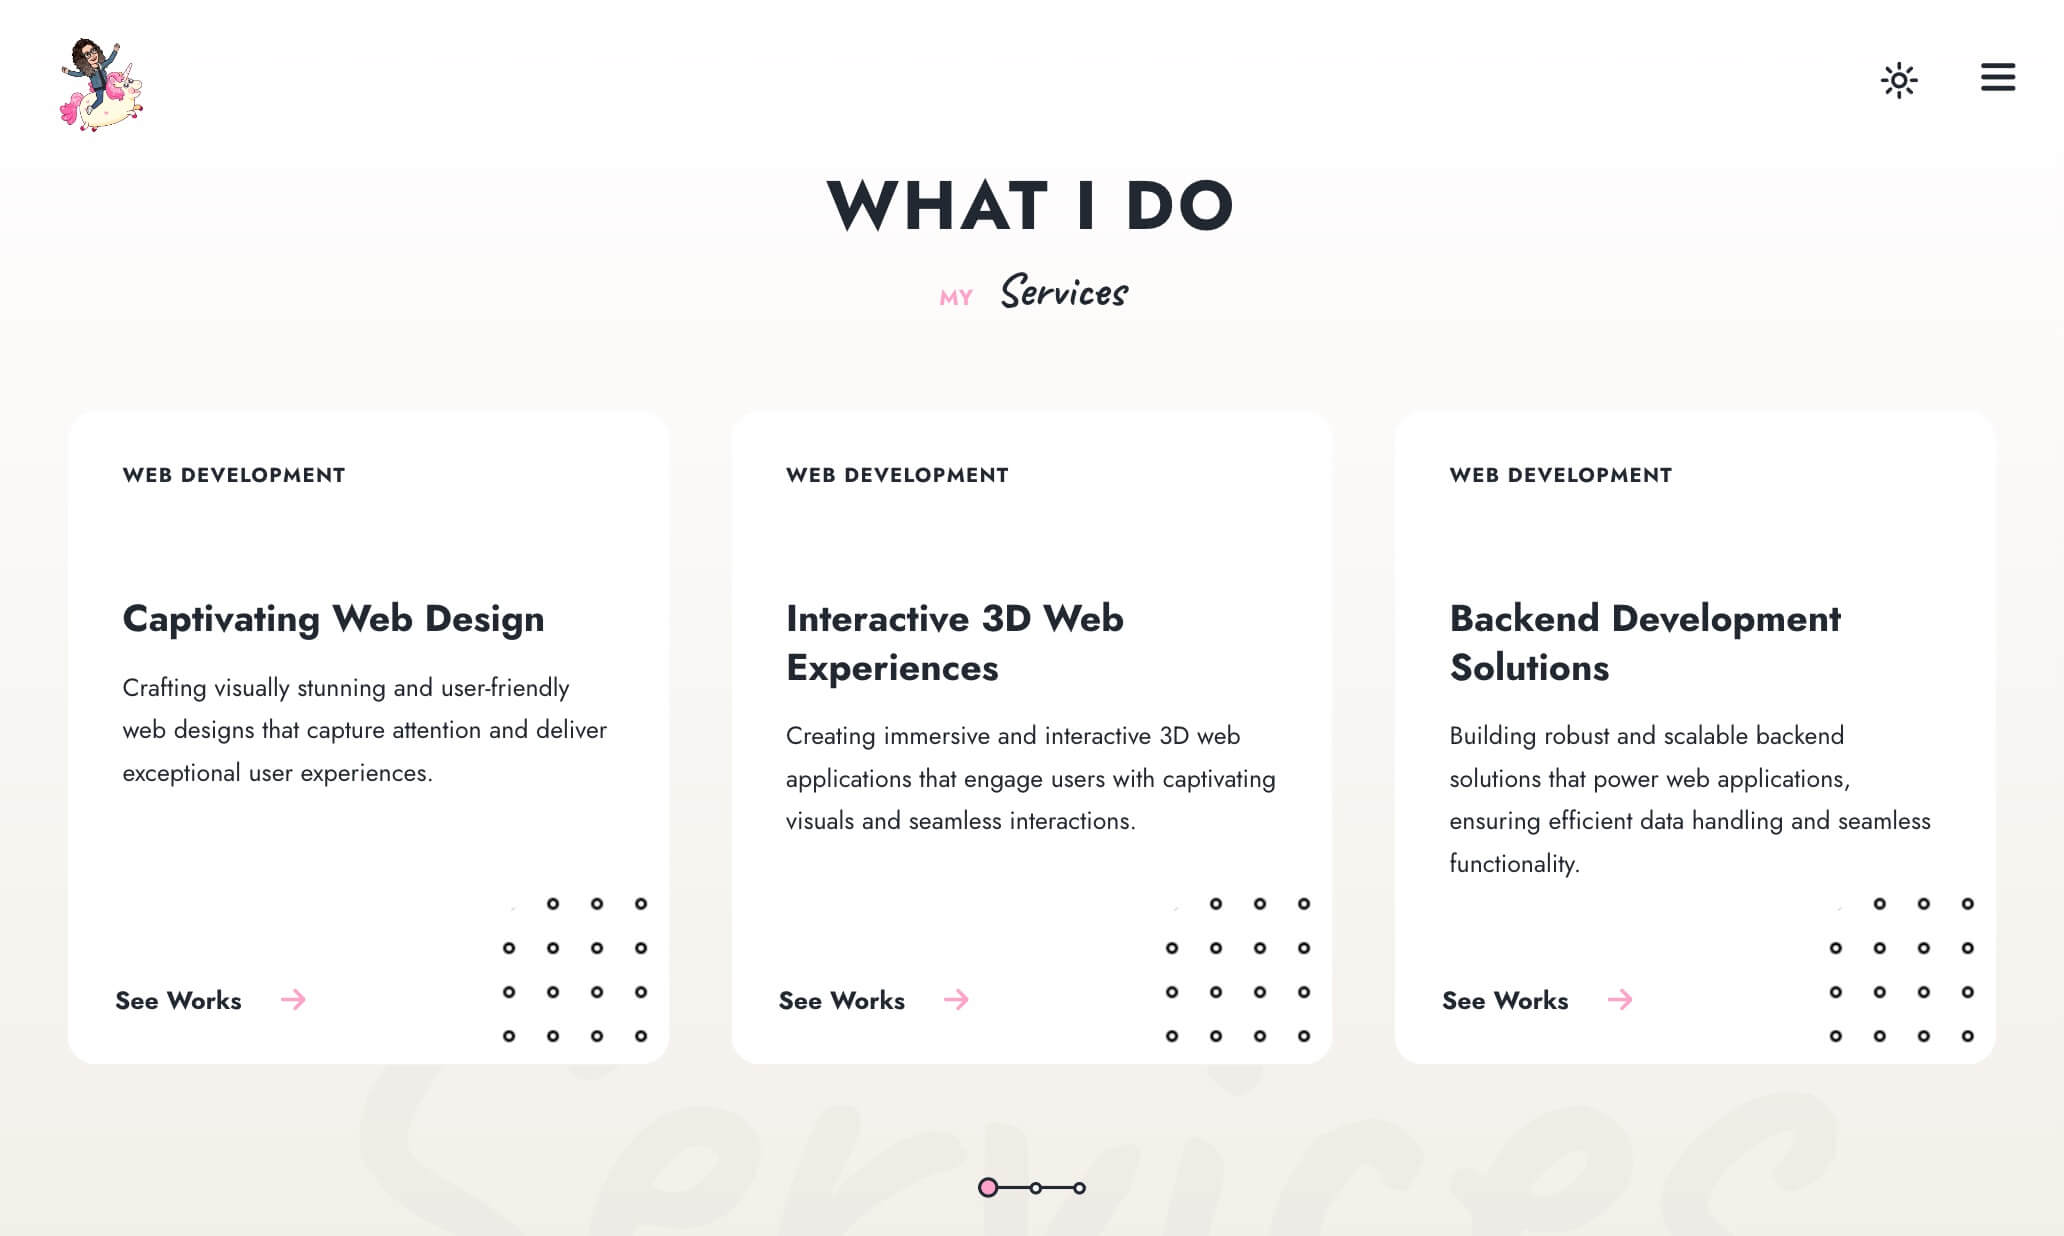 WHAT I DO
MY Services
WEB DEVELOPMENT
Captivating Web Design
Crafting visually stunning and user-friendly
web designs that capture attention and deliver
exceptional user experiences.
See Works
WEB DEVELOPMENT
Interactive 3D Web
Experiences
Creating immersive and interactive 3D web
applications that engage users with captivating
visuals and seamless interactions.
See Works
WEB DEVELOPMENT
Backend Development
Solutions
Building robust and scalable backend
solutions that power web applications,
ensuring efficient data handling and seamless
functionality.
See Works
Services